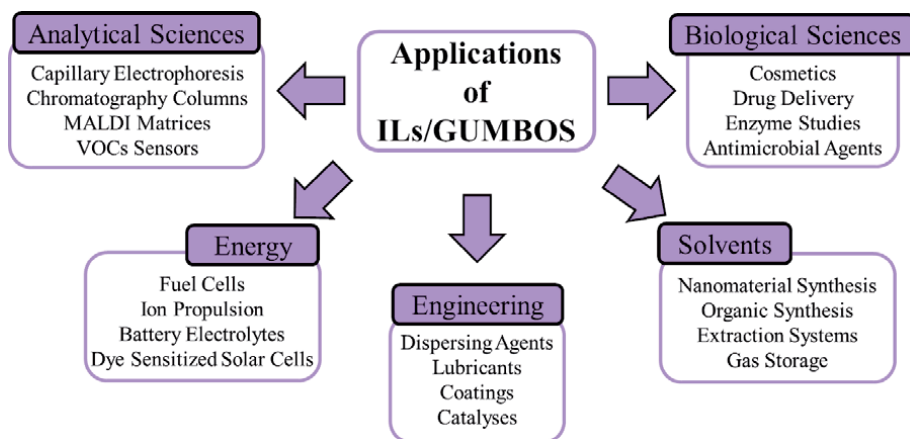 Applications
of
ILs/GUMBOS
Analytical Sciences
Capillary Electrophoresis
Chromatography Columns
MALDI Matrices
VOCs Sensors
Biological Sciences
Cosmetics
Drug Delivery
Enzyme Studies
Antimicrobial Agents
Energy
Fuel Cells
Ion Propulsion
Battery Electrolytes
Dye Sensitized Solar Cells
Engineering
Dispersing Agents
Lubricants
Coatings
Catalyses
Solvents
Nanomaterial Synthesis
Organic Synthesis
Extraction Systems
Gas Storage